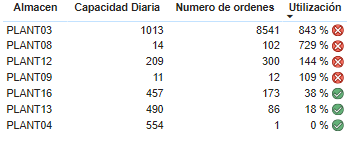 Almacen Capacidad Diaria Numero de ordenes Utilización
PLANT03 1013 8541 843 %
PLANT08 14 102 729 %
PLANT12 209 300 144 %
PLANT09 11 12 109 %
PLANT16 457 173 38 %
PLANT13 490 86 18 %
PLANT04 554 1 0 %